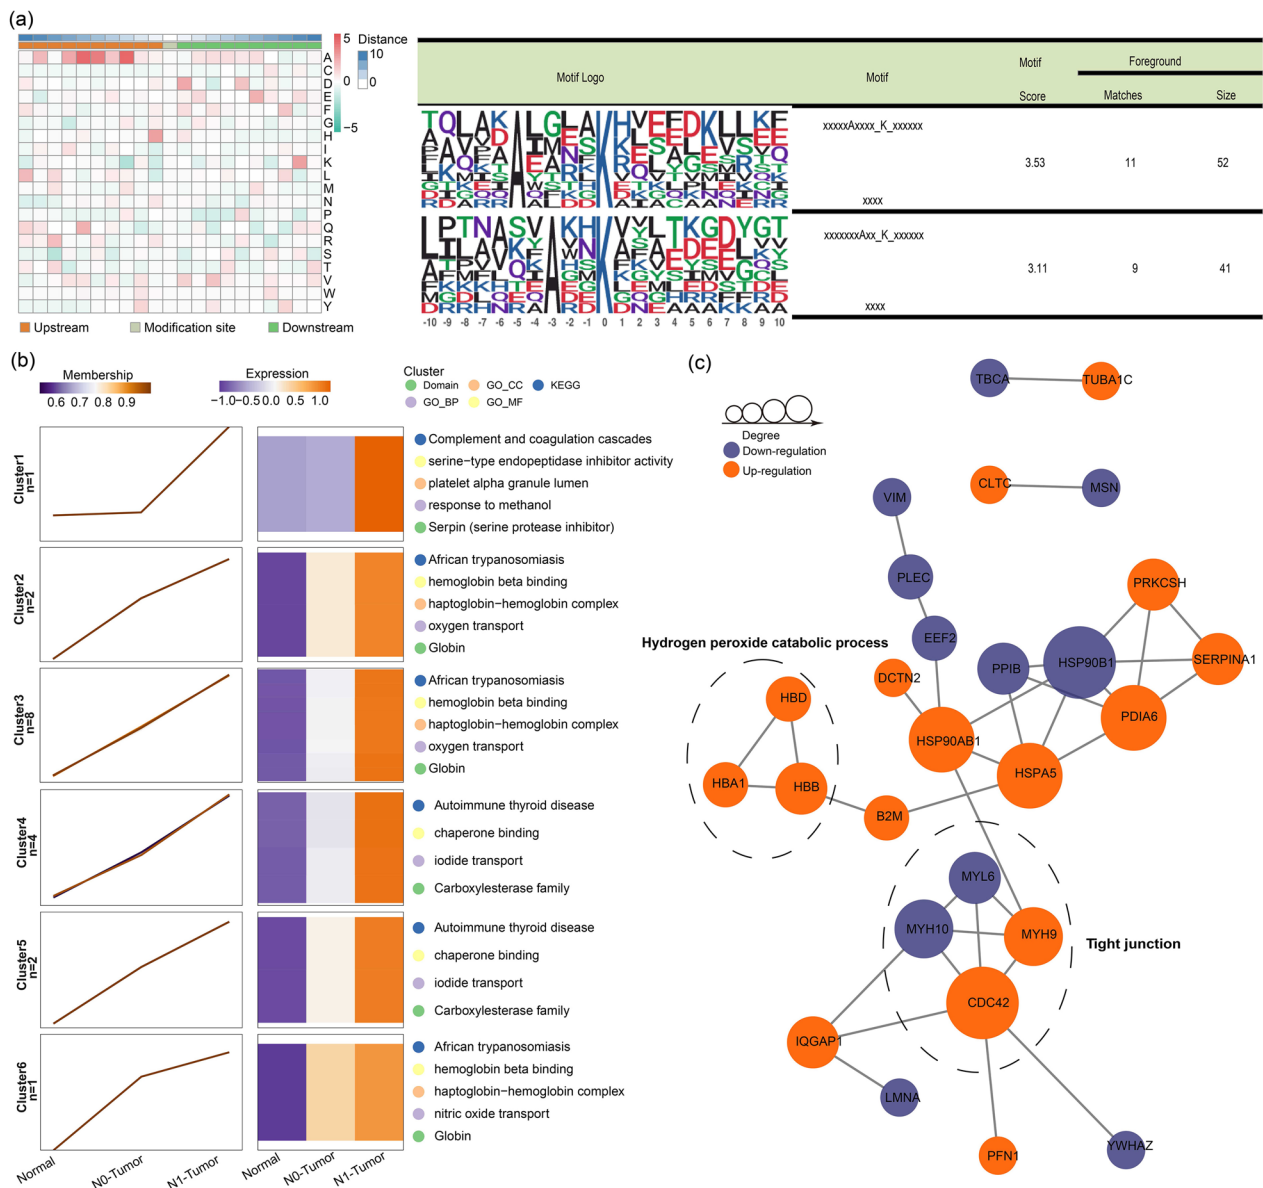 (a)
5
0
−5
Distance
10
0
A
C
D
E
F
G
H
I
K
L
M
N
P
Q
R
S
T
V
W
Y
Upstream
Modification site
Downstream
Motif Logo
Motif
Motif
Score
Foreground
Matches
Size
xxxxxAxxxx_K_xxxxxx
xxxx
3.53
11
52
xxxxxxxAxx_K_xxxxxx
xxxx
3.11
9
41
-10 -9 -8 -7 -6 -5 -4 -3 -2 -1 0 1 2 3 4 5 6 7 8 9 10
(b)
Membership
0.6 0.7 0.8 0.9
Expression
−1.0−0.5 0.0 0.5 1.0
Cluster
Domain
GO_CC
KEGG
GO_BP
GO_MF
Cluster1
n=1
Complement and coagulation cascades
serine−type endopeptidase inhibitor activity
platelet alpha granule lumen
response to methanol
Serpin (serine protease inhibitor)
Cluster2
n=2
African trypanosomiasis
hemoglobin beta binding
haptoglobin−hemoglobin complex
oxygen transport
Globin
Cluster3
n=8
African trypanosomiasis
hemoglobin beta binding
haptoglobin−hemoglobin complex
oxygen transport
Globin
Cluster4
n=4
Autoimmune thyroid disease
chaperone binding
iodide transport
Carboxylesterase family
Cluster5
n=2
Autoimmune thyroid disease
chaperone binding
iodide transport
Carboxylesterase family
Cluster6
n=1
African trypanosomiasis
hemoglobin beta binding
haptoglobin−hemoglobin complex
nitric oxide transport
Globin
Normal
N0−Tumor
N1−Tumor
Normal
N0−Tumor
N1−Tumor
(c)
Degree
Down-regulation
Up-regulation
TBCA
TUBA1C
CLTC
MSN
VIM
PLEC
EEF2
PRKCSH
SERPINA1
HSP90B1
PPIB
PDIA6
DCTN2
HSP90AB1
HSPA5
Hydrogen peroxide catabolic process
HBD
HBA1
HBB
B2M
MYL6
MYH10
MYH9
CDC42
Tight junction
IQGAP1
LMNA
PFN1
YWHAZ